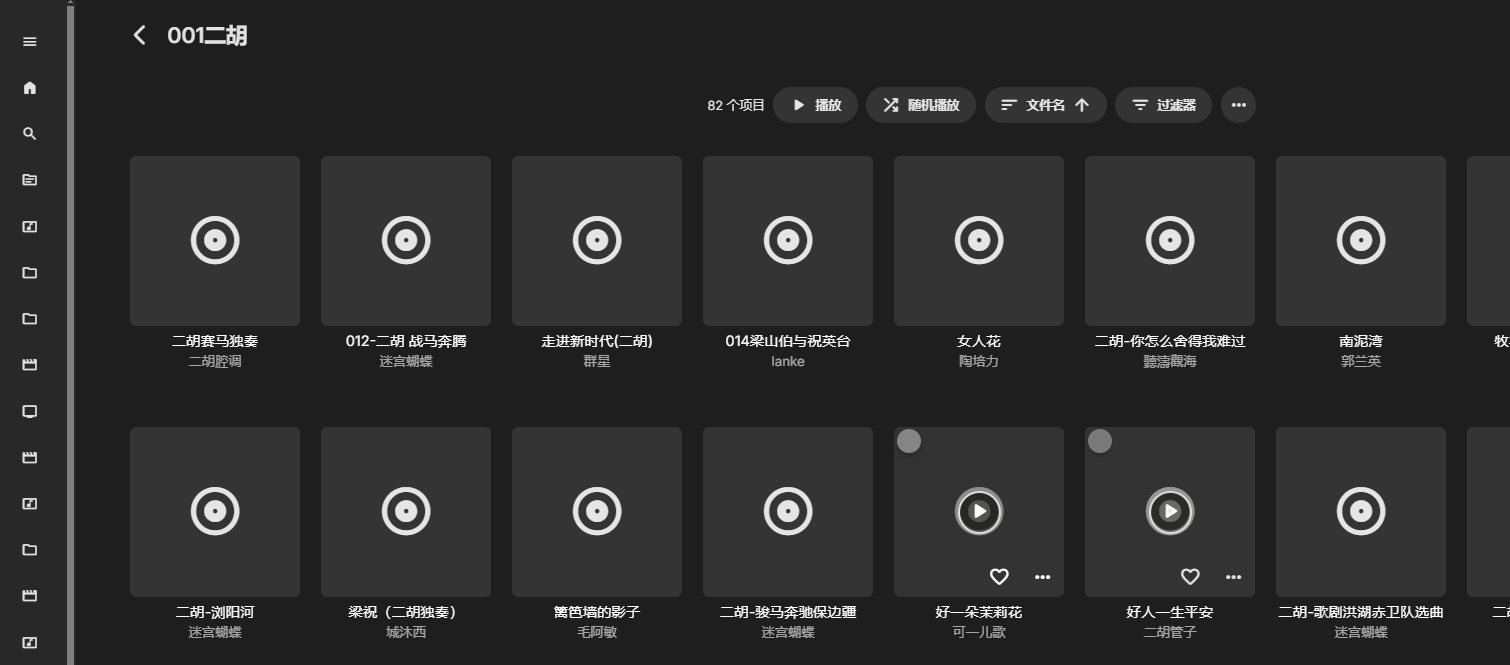 001二胡
82 个项目 播放 随机播放 文件名 过滤器
二胡赛马独奏 012-二胡 战马奔腾 走进新时代(二胡) 014梁山伯与祝英台 女人花 二胡-你怎么舍得我难过 南泥湾 牧
二胡腔调 迷宫蝴蝶 群星 lanke 陶培力 聽濤觀海 郭兰英
二胡-浏阳河 梁祝（二胡独奏） 篱笆墙的影子 二胡-骏马奔驰保边疆 好一朵茉莉花 好人一生平安 二胡-歌剧洪湖赤卫队选曲 二
迷宫蝴蝶 城沐西 毛阿敏 迷宫蝴蝶 可一儿歌 二胡管子 迷宫蝴蝶